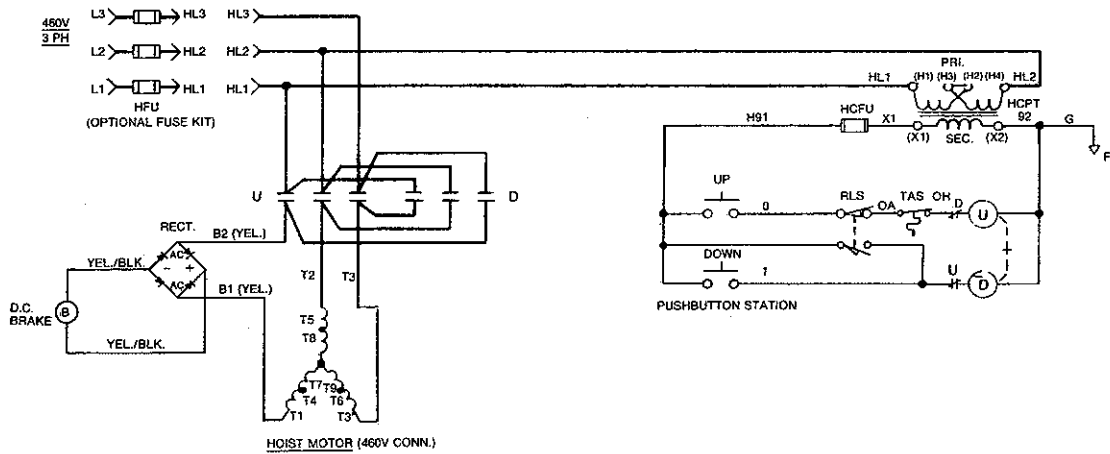 460V
3 PH
L3 HL3 HL3
L2 HL2 HL2
L1 HL1 HL1
HFU
(OPTIONAL FUSE KIT)
PRI.
HL1 (H1) (H3) (H2) (H4) HL2
HCPT
H91 HCFU X1 (X1) SEC. (X2) 92 G
U D
UP 0 RLS OA TAS OH D U
DOWN 1 U D
PUSHBUTTON STATION
RECT.
B2 (YEL.)
YEL./BLK.
AC
- +
AC
B1 (YEL.)
D.C.
BRAKE
B
YEL./BLK.
T2 T3
T5
T8
T7 T9
T4 T6
T1 T3
HOIST MOTOR (460V CONN.)